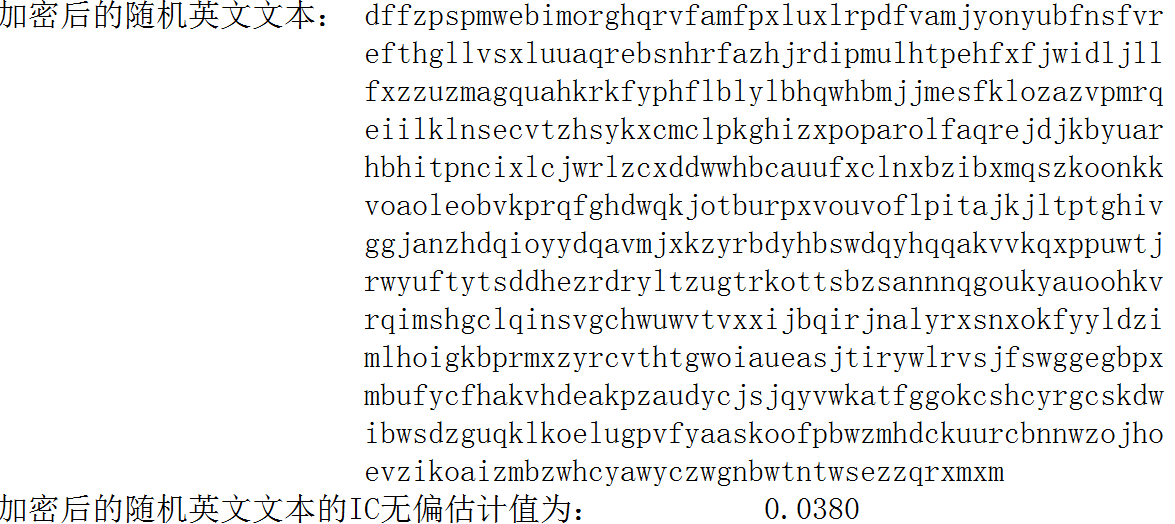 加密后的随机英文文本: dffzpspmwebimorghqrvfamfpxluxlrpdfvamjyonyubfnsfvr
efthgllvsxluuaqrebsnhrfazhjrdipmulhtpehfxfjwidljll
fxzzuzmagquahkrkfyphflblylbhqwhbmjjmesfklozazvpmrq
eiilklnsecvtzhsykxcmclpkghizxpoparolfaqrejdjkbyuar
hbhitpncixlcjwrlzcxddwwhbcauufxclnxbzibxmqszkoonkk
voaoleobvkprqfghdwqkjotburpxvouvoflpitajkjltptghiv
ggjanzhdqioyydqavmjxkzyrbdyhbswdqyhqqakvvkqxppuwtj
rwyuftytsddhezrdryltzugtrkottsbzsannnqgoukyauoohkv
rqimshgclqinsvgchwuwvtvxxijbqirjnalyrxsnxokfyyldzi
mlhoigkbprmxzyrcvthtgwoiaueasjtirywlrvsjfswggegbpx
mbufycfhakvhdeakpzaudycjsjqyvwkatfggokcshcyrgcskdw
ibwsdzguqklkoelugpvfyaaskoofpbwzmhdckuurcbnnwzojho
evzikoaizmbzwhcyawyczwgnbwtntwsezzqrxmxm
加密后的随机英文文本的IC无偏估计值为: 0.0380